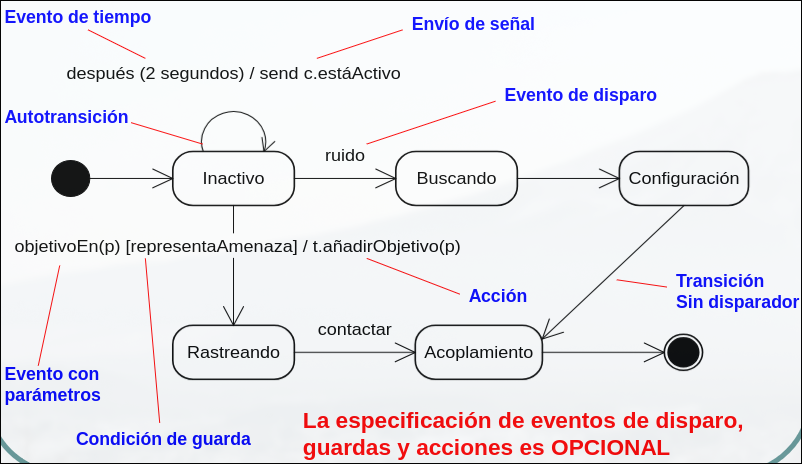 Evento de tiempo
Envío de señal
después (2 segundos) / send c.estáActivo
Evento de disparo
Autotransición
ruido
Inactivo
Buscando
Configuración
objetivoEn(p) [representaAmenaza] / t.añadirObjetivo(p)
Transición
Sin disparador
Acción
contactar
Rastreando
Acoplamiento
Evento con
parámetros
Condición de guarda
La especificación de eventos de disparo,
guardas y acciones es OPCIONAL